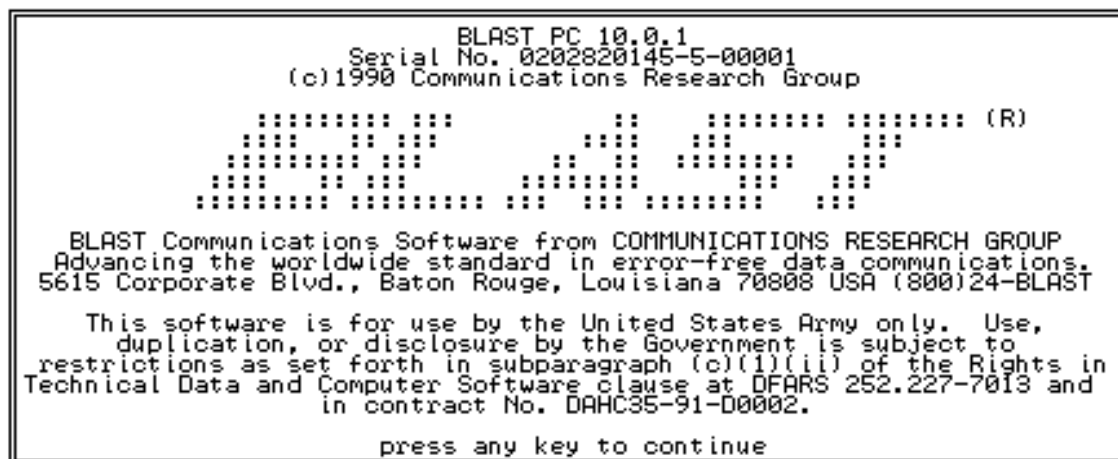 BLAST PC 10.0.1
Serial No. 0202820145-5-00001
(c)1990 Communications Research Group
BLAST (R)
BLAST Communications Software from COMMUNICATIONS RESEARCH GROUP
Advancing the worldwide standard in error-free data communications.
5615 Corporate Blvd., Baton Rouge, Louisiana 70808 USA (800)24-BLAST
This software is for use by the United States Army only. Use,
duplication, or disclosure by the Government is subject to
restrictions as set forth in subparagraph (c)(1)(ii) of the Rights in
Technical Data and Computer Software clause at DFARS 252.227-7013 and
in contract No. DAHC35-91-D0002.
press any key to continue